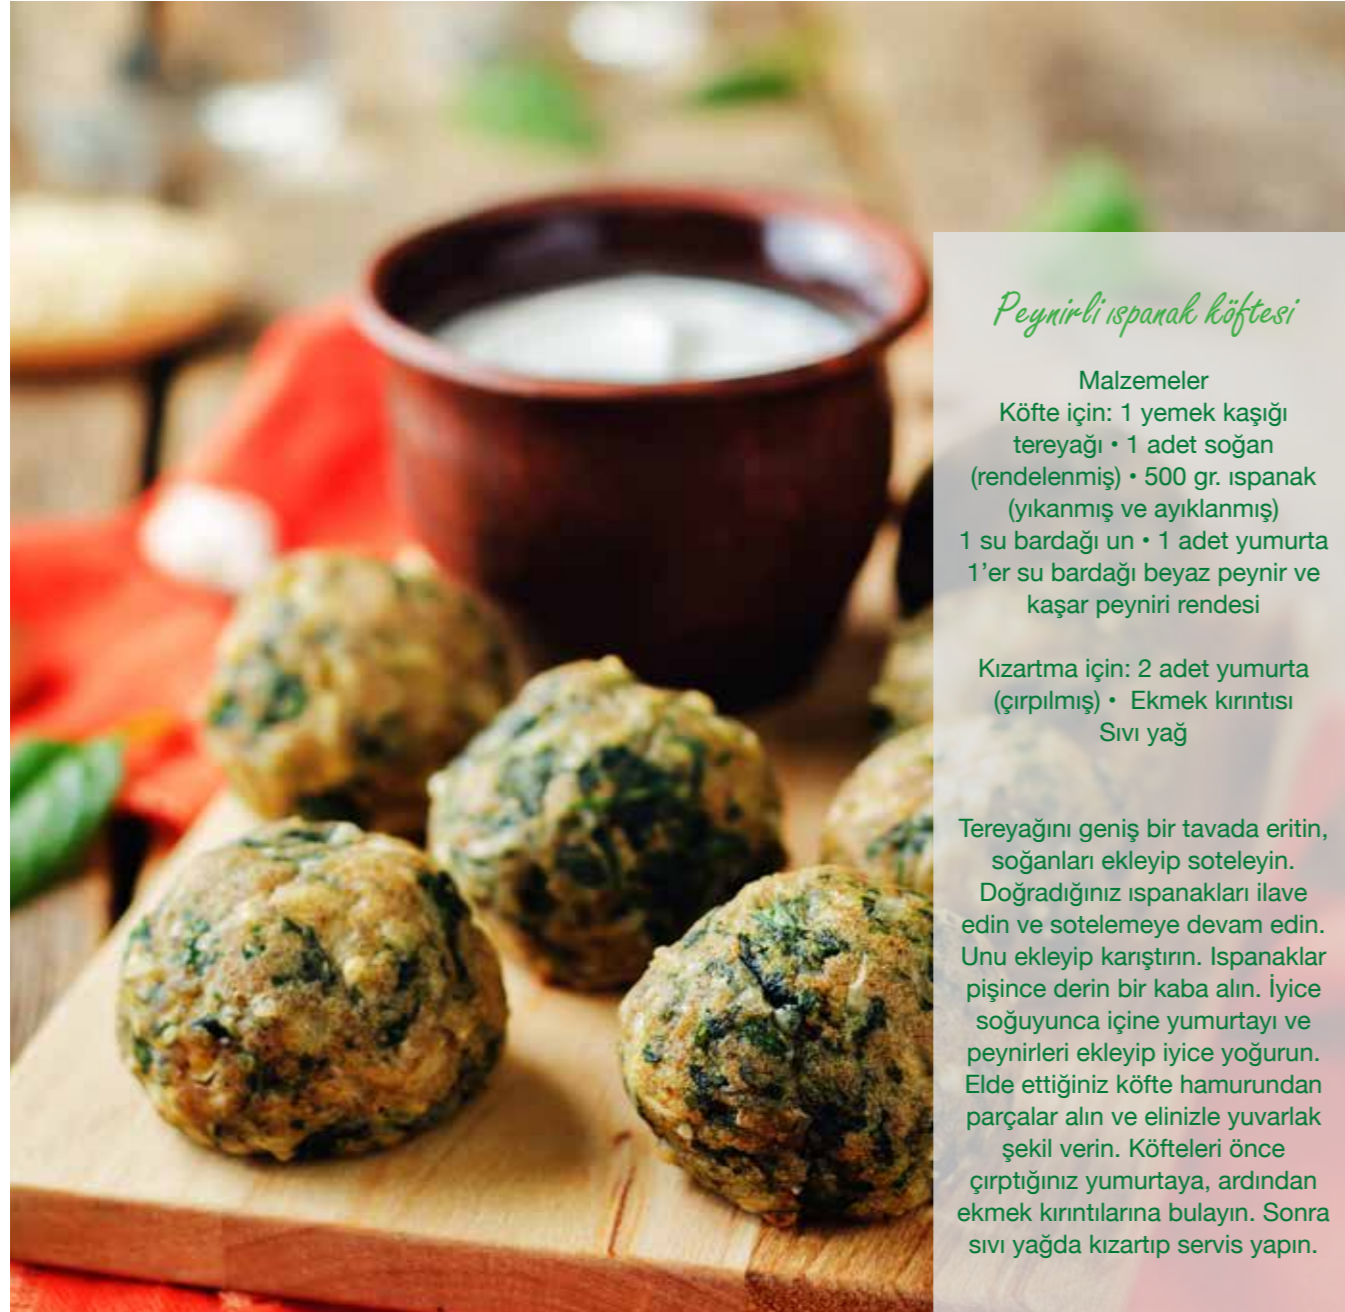 Peynirli ıspanak köftesi
Malzemeler
Köfte için: 1 yemek kaşığı
tereyağı • 1 adet soğan
(rendelenmiş) • 500 gr. ıspanak
(yıkanmış ve ayıklanmış)
1 su bardağı un • 1 adet yumurta
1’er su bardağı beyaz peynir ve
kaşar peyniri rendesi
Kızartma için: 2 adet yumurta
(çırpılmış) • Ekmek kırıntısı
Sıvı yağ
Tereyağını geniş bir tavada eritin,
soğanları ekleyip soteleyin.
Doğradığınız ıspanakları ilave
edin ve sotelemeye devam edin.
Unu ekleyip karıştırın. Ispanaklar
pişince derin bir kaba alın. İyice
soğuyunca içine yumurtayı ve
peynirleri ekleyip iyice yoğurun.
Elde ettiğiniz köfte hamurundan
parçalar alın ve elinizle yuvarlak
şekil verin. Köfteleri önce
çırptığınız yumurtaya, ardından
ekmek kırıntılarına bulayın. Sonra
sıvı yağda kızartıp servis yapın.